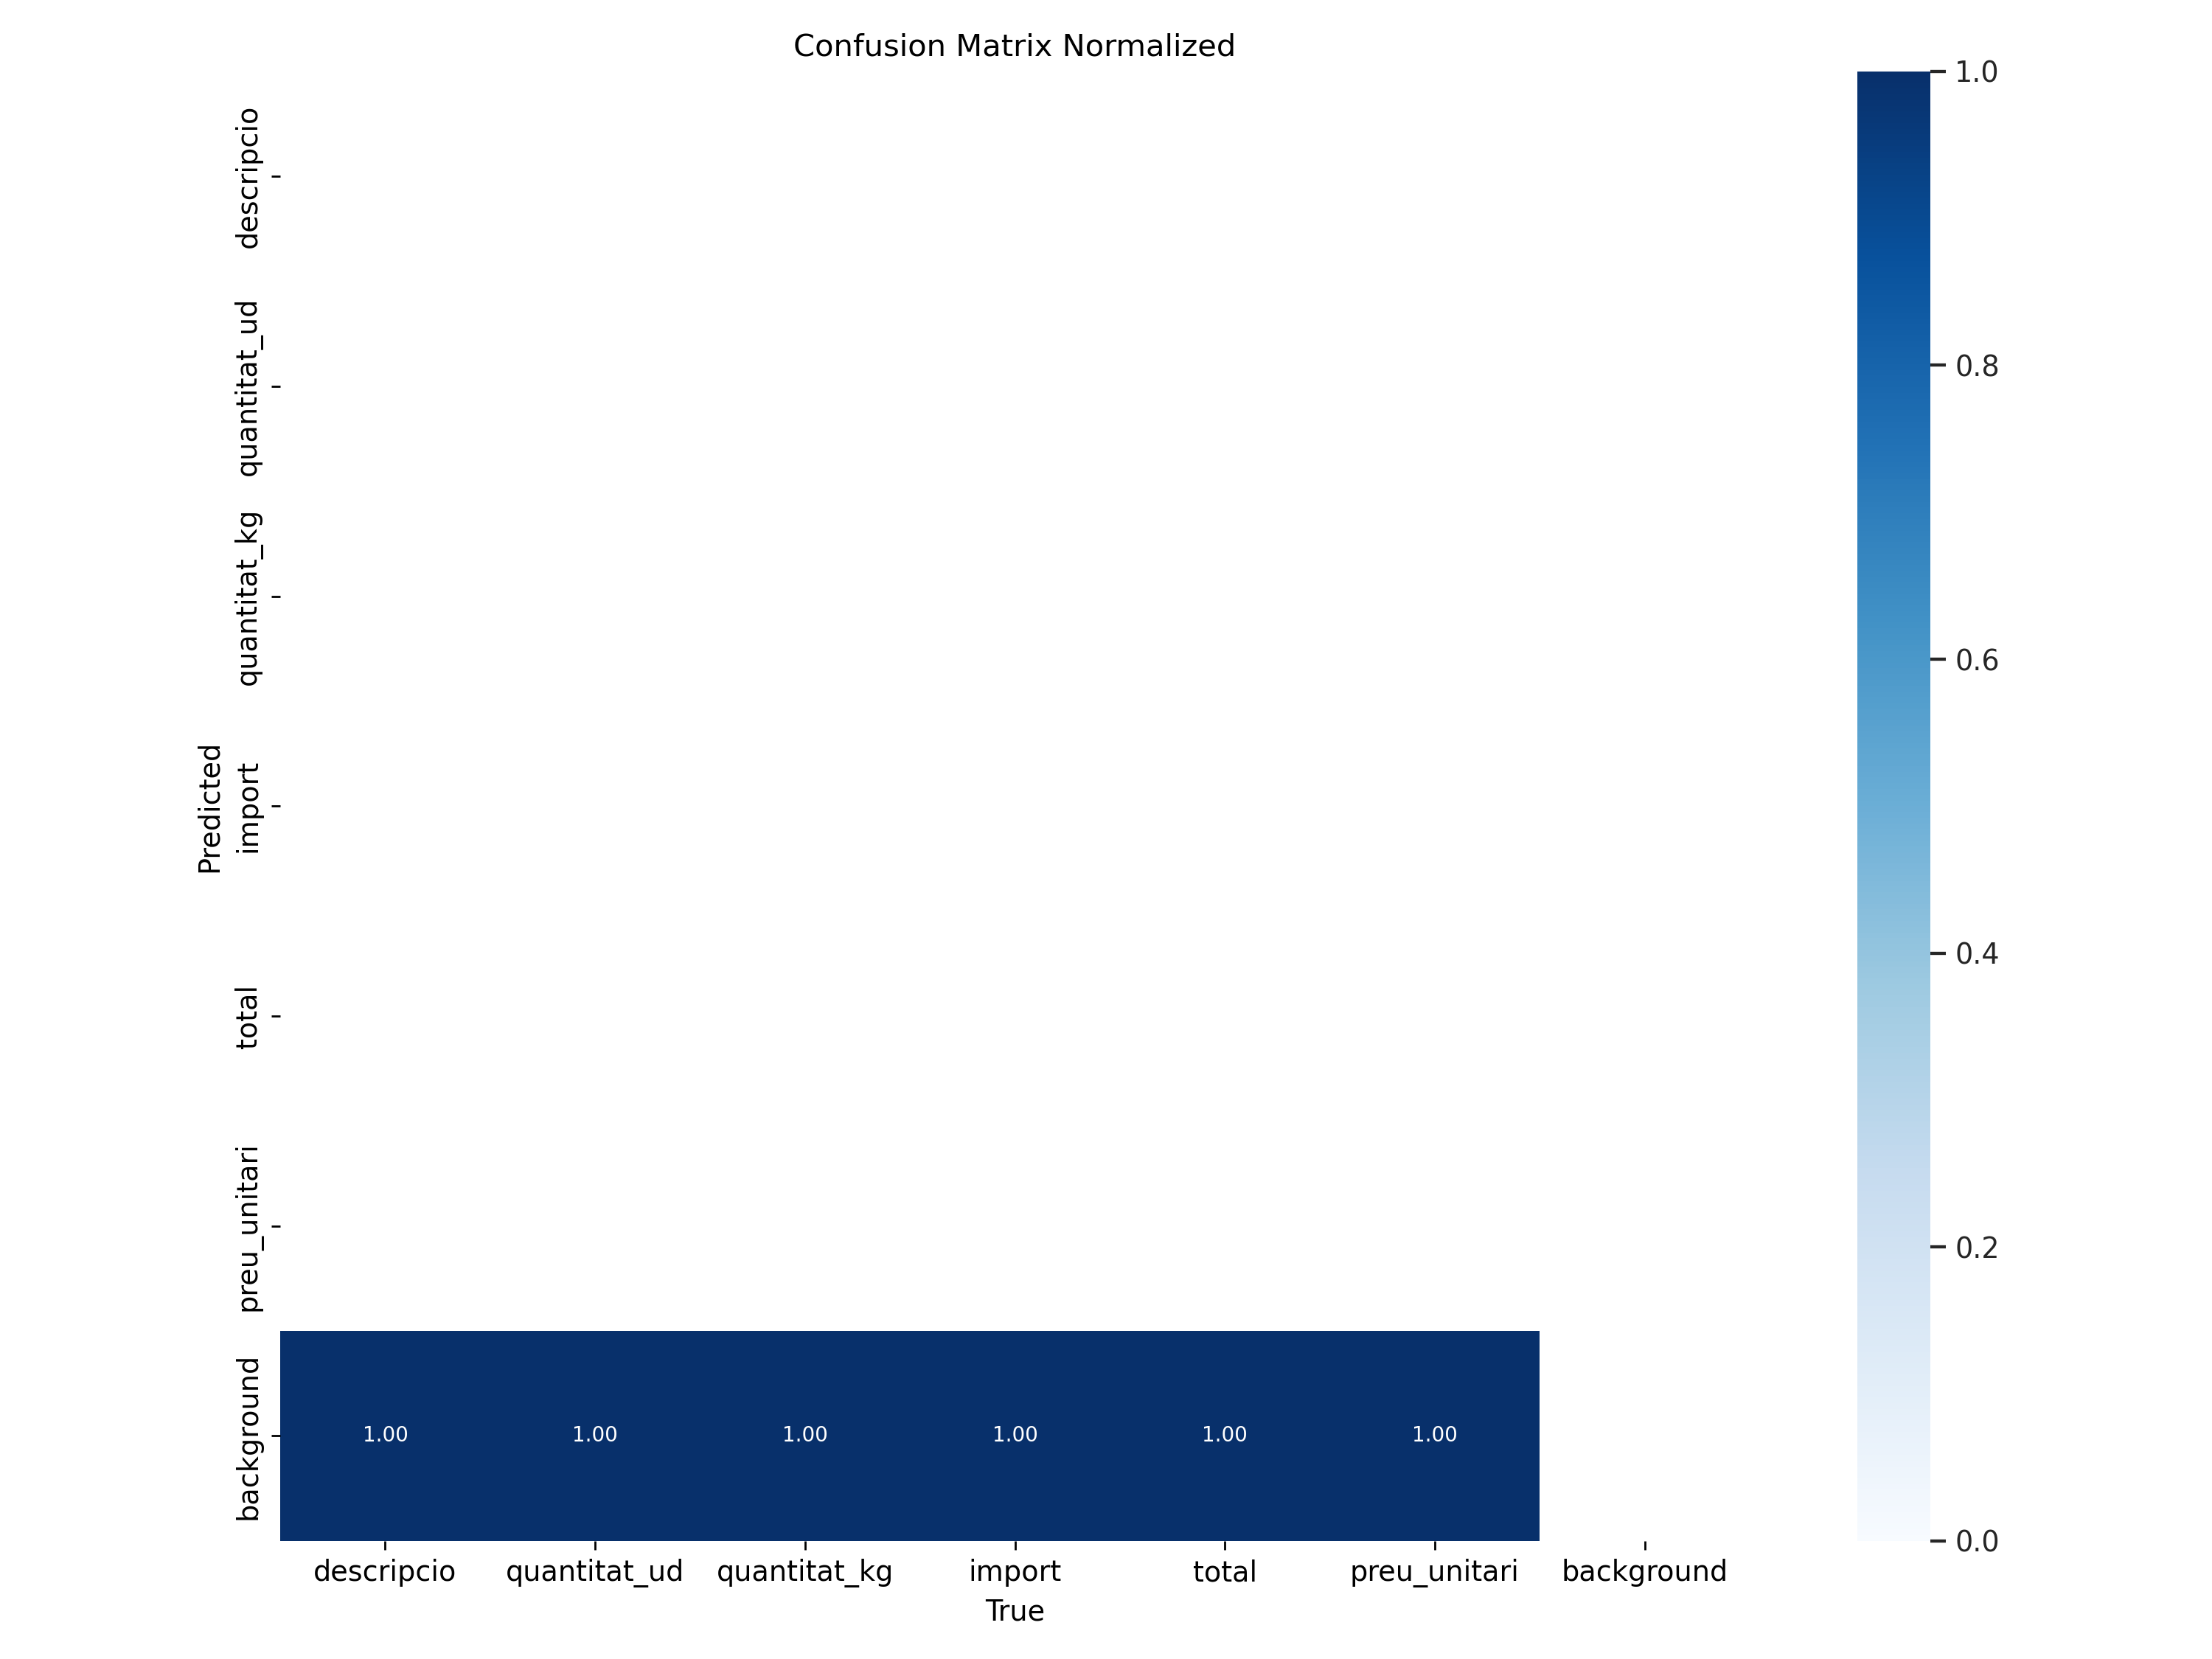 Confusion Matrix Normalized
Predicted
descripcio
quantitat_ud
quantitat_kg
import
total
preu_unitari
background
1.00 1.00 1.00 1.00 1.00 1.00
descripcio quantitat_ud quantitat_kg import total preu_unitari background
True
1.0
0.8
0.6
0.4
0.2
0.0